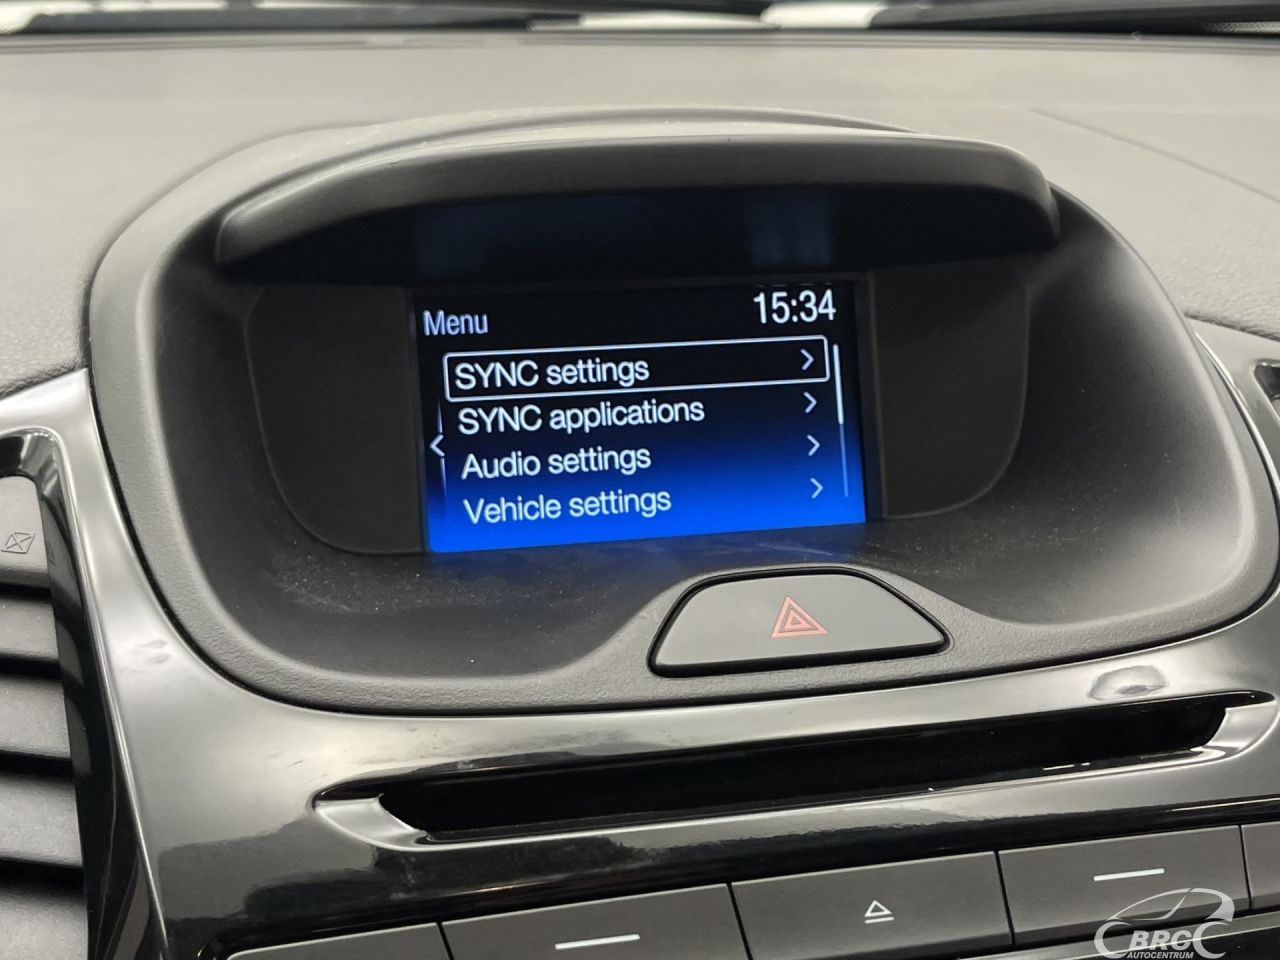 Menu 15:34
SYNC settings
SYNC applications
Audio settings
Vehicle settings
BRC
AUTOCENTRUM